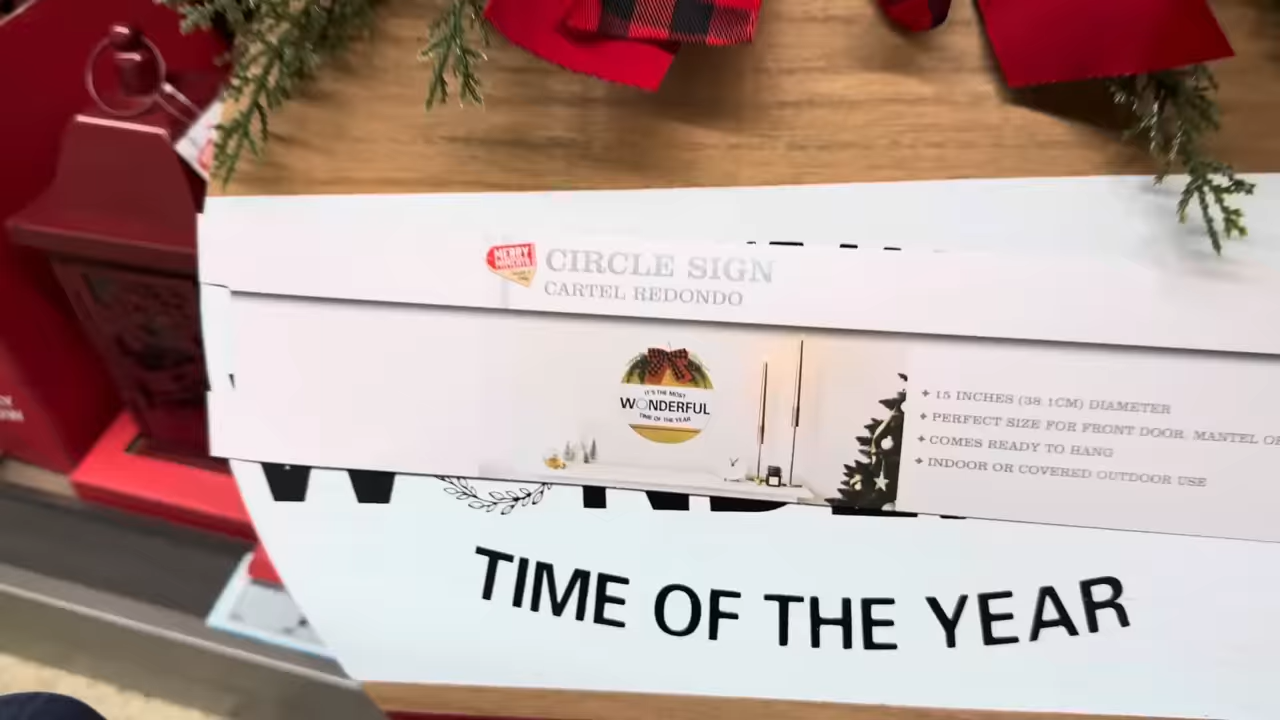 MERRY
MOMENTS
CIRCLE SIGN
CARTEL REDONDO
IT'S THE MOST
WONDERFUL
TIME OF THE YEAR
+ 15 INCHES (38.1CM) DIAMETER
+ PERFECT SIZE FOR FRONT DOOR, MANTEL OR
+ COMES READY TO HANG
+ INDOOR OR COVERED OUTDOOR USE
TIME OF THE YEAR